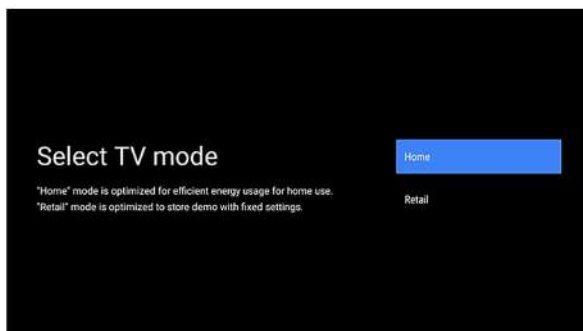 Select TV mode
"Home" mode is optimized for efficient energy usage for home use.
"Retail" mode is optimized to store demo with fixed settings.
Home
Retail